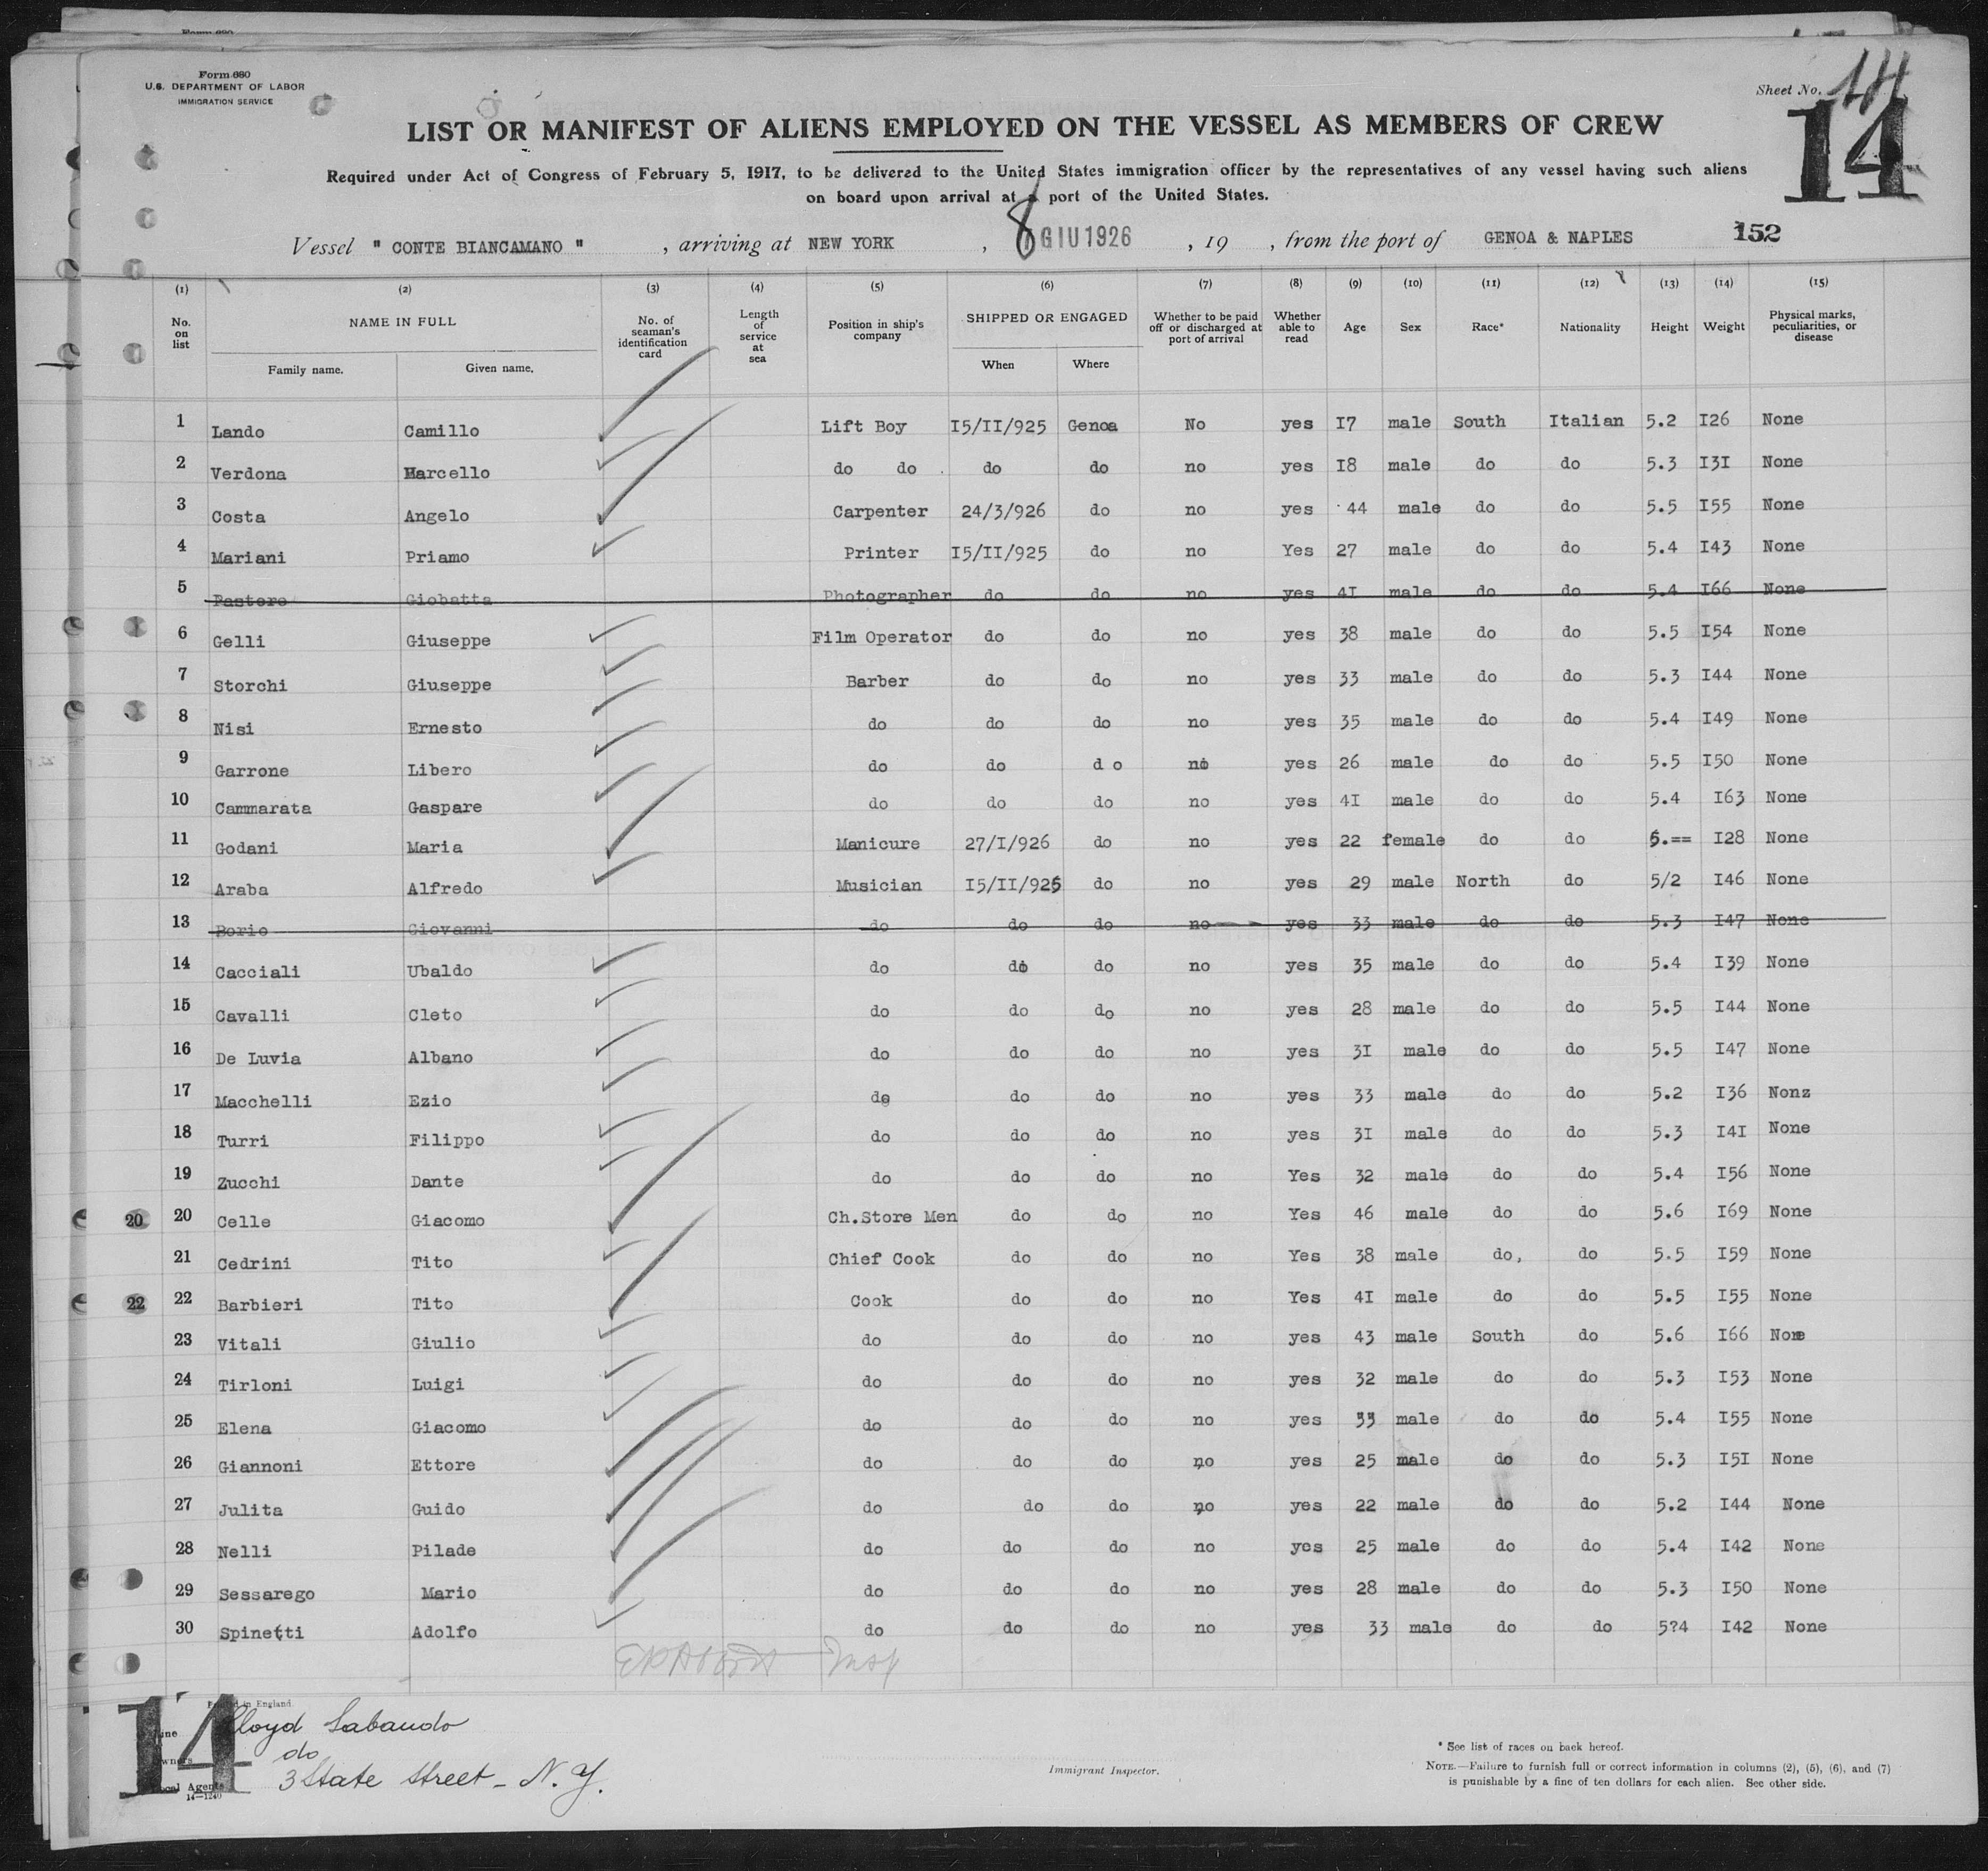 Form 680
U.S. DEPARTMENT OF LABOR
IMMIGRATION SERVICE
Sheet No. 14
14
LIST OR MANIFEST OF ALIENS EMPLOYED ON THE VESSEL AS MEMBERS OF CREW
Required under Act of Congress of February 5, 1917, to be delivered to the United States immigration officer by the representatives of any vessel having such aliens
on board upon arrival at a port of the United States.
Vessel " CONTE BIANCAMANO " , arriving at NEW YORK , 8 GIU 1926 , 19 , from the port of GENOA & NAPLES 152
(1) (2) (3) (4) (5) (6) (7) (8) (9) (10) (11) (12) (13) (14) (15)
No. on list NAME IN FULL Family name. Given name. No. of seaman's identification card Length of service at sea Position in ship's company SHIPPED OR ENGAGED When Where Whether to be paid off or discharged at port of arrival Whether able to read Age Sex Race* Nationality Height Weight Physical marks, peculiarities, or disease
1 Lando Camillo Lift Boy I5/II/925 Genoa No yes I7 male South Italian 5.2 I26 None
2 Verdona Marcello do do do do no yes I8 male do do 5.3 I3I None
3 Costa Angelo Carpenter 24/3/926 do no yes 44 male do do 5.5 I55 None
4 Mariani Priamo Printer I5/II/925 do no Yes 27 male do do 5.4 I43 None
5 Pastore Giobatta Photographer do do no yes 4I male do do 5.4 I66 None
6 Gelli Giuseppe Film Operator do do no yes 38 male do do 5.5 I54 None
7 Storchi Giuseppe Barber do do no yes 33 male do do 5.3 I44 None
8 Nisi Ernesto do do do no yes 35 male do do 5.4 I49 None
9 Garrone Libero do do d o no yes 26 male do do 5.5 I50 None
10 Cammarata Gaspare do do do no yes 4I male do do 5.4 I63 None
11 Godani Maria Manicure 27/I/926 do no yes 22 female do do 5.== I28 None
12 Araba Alfredo Musician I5/II/925 do no yes 29 male North do 5/2 I46 None
13 Borio Giovanni do do do no yes 33 male do do 5.3 I47 None
14 Cacciali Ubaldo do do do no yes 35 male do do 5.4 I39 None
15 Cavalli Cleto do do do no yes 28 male do do 5.5 I44 None
16 De Luvia Albano do do do no yes 3I male do do 5.5 I47 None
17 Macchelli Ezio do do do no yes 33 male do do 5.2 I36 Nonz
18 Turri Filippo do do do no yes 3I male do do 5.3 I4I None
19 Zucchi Dante do do do no Yes 32 male do do 5.4 I56 None
20 20 Celle Giacomo Ch.Store Men do do no Yes 46 male do do 5.6 I69 None
21 Cedrini Tito Chief Cook do do no Yes 38 male do, do 5.5 I59 None
22 22 Barbieri Tito Cook do do no Yes 4I male do do 5.5 I55 None
23 Vitali Giulio do do do no yes 43 male South do 5.6 I66 None
24 Tirloni Luigi do do do no yes 32 male do do 5.3 I53 None
25 Elena Giacomo do do do no yes 33 male do do 5.4 I55 None
26 Giannoni Ettore do do do no yes 25 male do do 5.3 I5I None
27 Julita Guido do do do no yes 22 male do do 5.2 I44 None
28 Nelli Pilade do do do no yes 25 male do do 5.4 I42 None
29 Sessarego Mario do do do no yes 28 male do do 5.3 I50 None
30 Spinetti Adolfo do do do no yes 33 male do do 5?4 I42 None
Insp
Printed in England
14
Line Lloyd Sabaudo
Owners do
Local Agents 3 State Street - N.Y.
14-1240
Immigrant Inspector.
* See list of races on back hereof.
NOTE.—Failure to furnish full or correct information in columns (2), (5), (6), and (7)
is punishable by a fine of ten dollars for each alien. See other side.